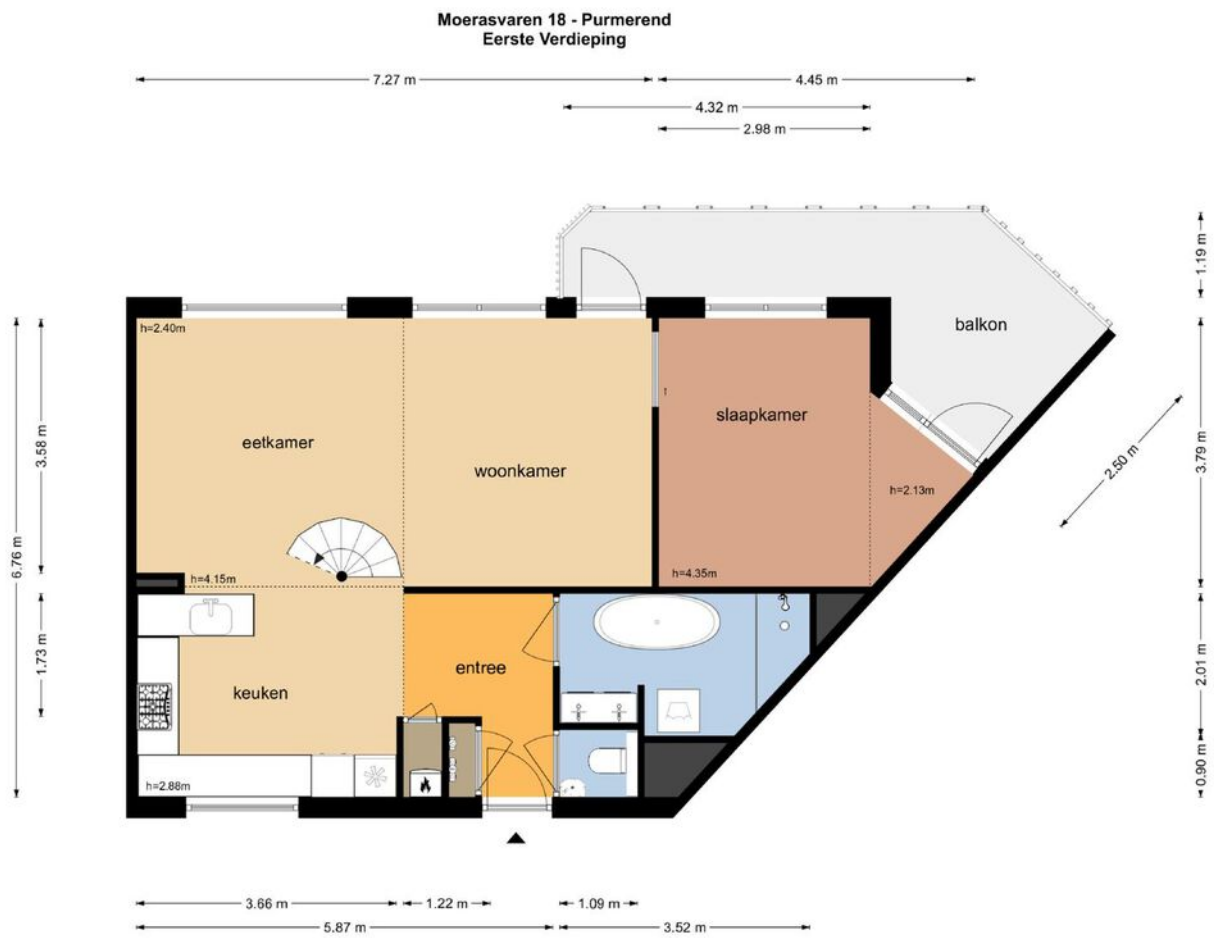 Moerasvaren 18 - Purmerend
Eerste Verdieping
7.27 m
4.45 m
4.32 m
2.98 m
1.19 m
balkon
h=2.40m
3.58 m
6.76 m
eetkamer
woonkamer
slaapkamer
h=2.13m
2.50 m
3.79 m
h=4.15m
h=4.35m
1.73 m
keuken
entree
2.01 m
h=2.88m
0.90 m
3.66 m
1.22 m
1.09 m
5.87 m
3.52 m